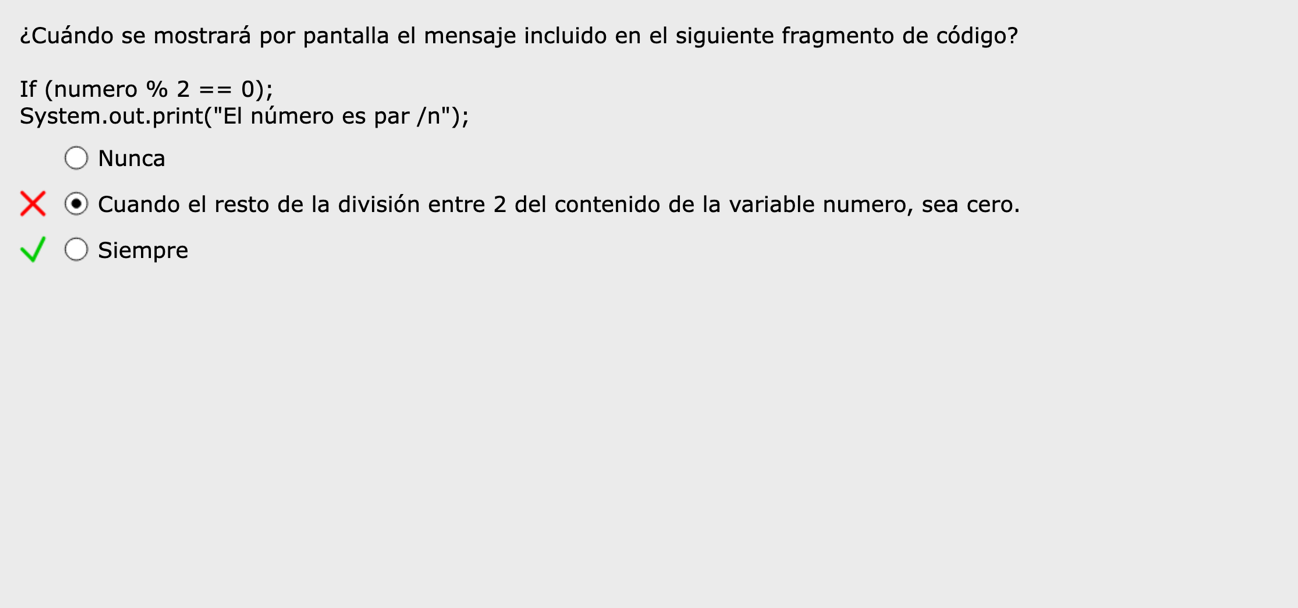 ¿Cuándo se mostrará por pantalla el mensaje incluido en el siguiente fragmento de código?
If (numero % 2 == 0);
System.out.print("El número es par /n");
Nunca
Cuando el resto de la división entre 2 del contenido de la variable numero, sea cero.
Siempre